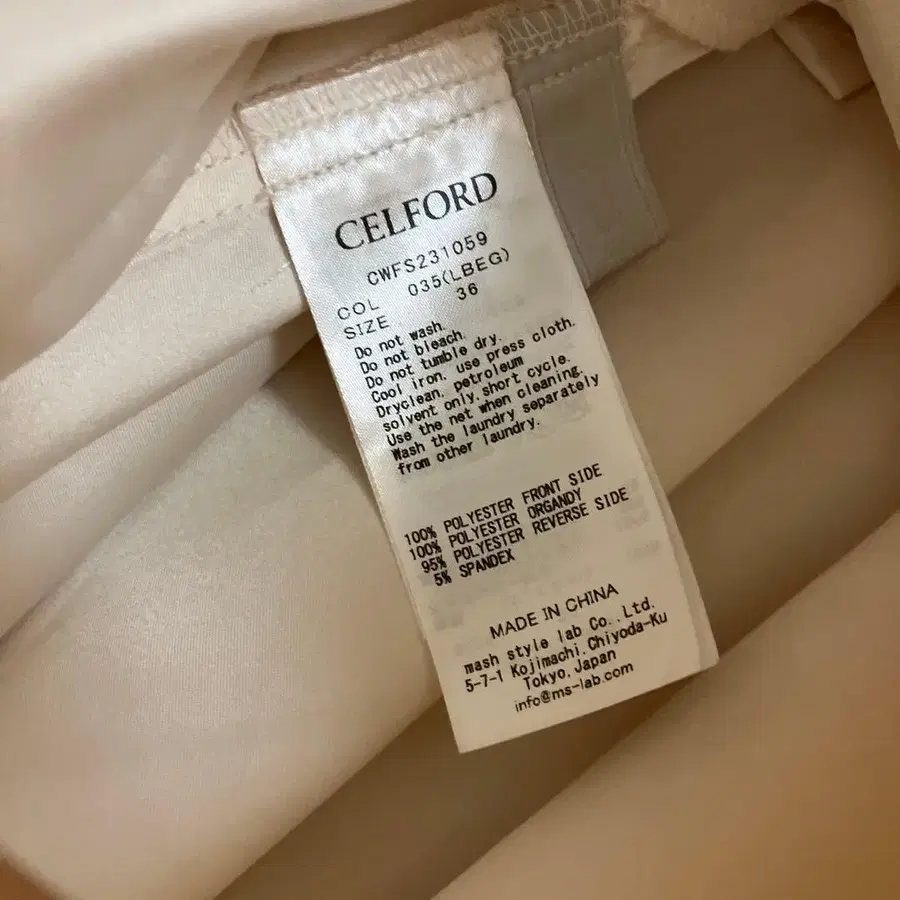 CELFORD
CWFS231059
COL 035(LBEG)
SIZE 36
Do not wash.
Do not bleach.
Do not tumble dry.
Cool iron, use press cloth.
Dryclean, petroleum
solvent only, short cycle.
Use the net when cleaning.
Wash the laundry separately
from other laundry.
100% POLYESTER FRONT SIDE
100% POLYESTER ORGANDY
95% POLYESTER REVERSE SIDE
5% SPANDEX
MADE IN CHINA
mash style lab Co., Ltd.
5-7-1 Kojimachi, Chiyoda-Ku
Tokyo, Japan
info@ms-lab.com